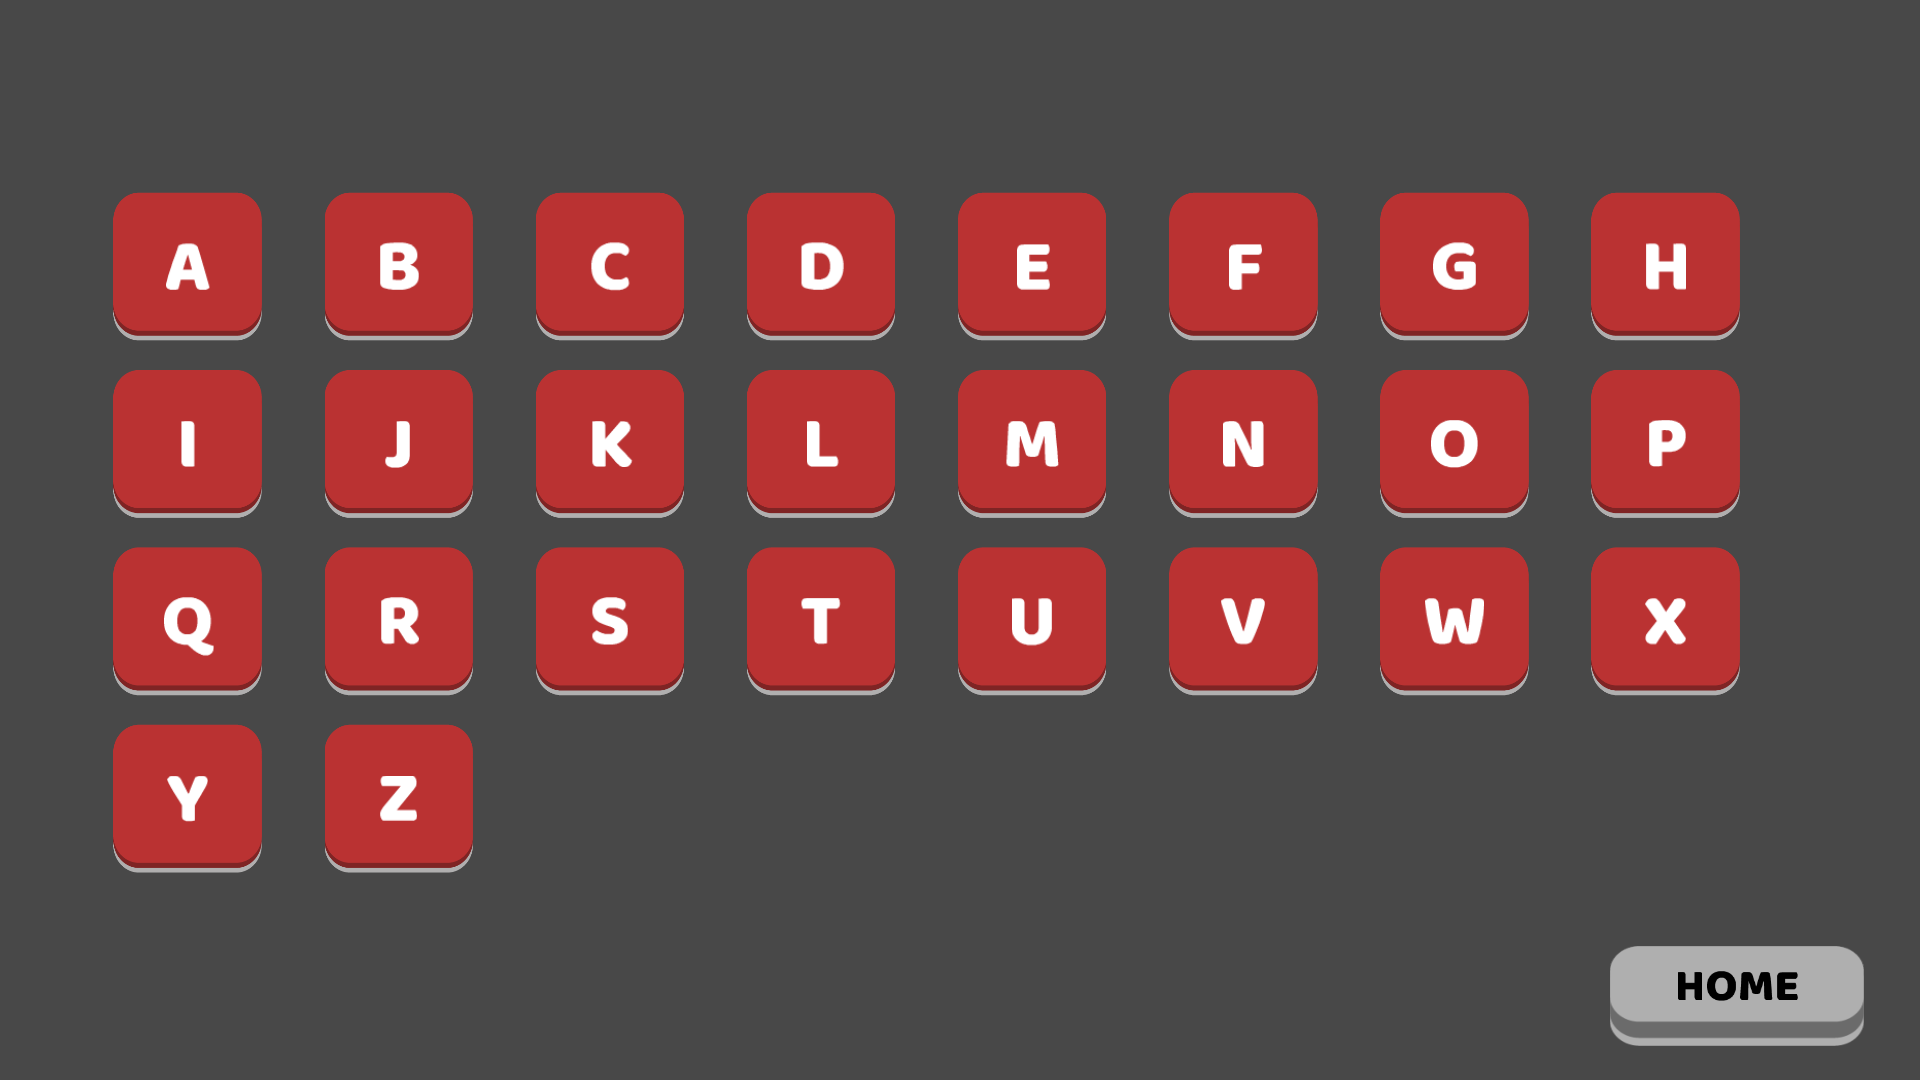 A B C D E F G H
I J K L M N O P
Q R S T U V W X
Y Z
HOME